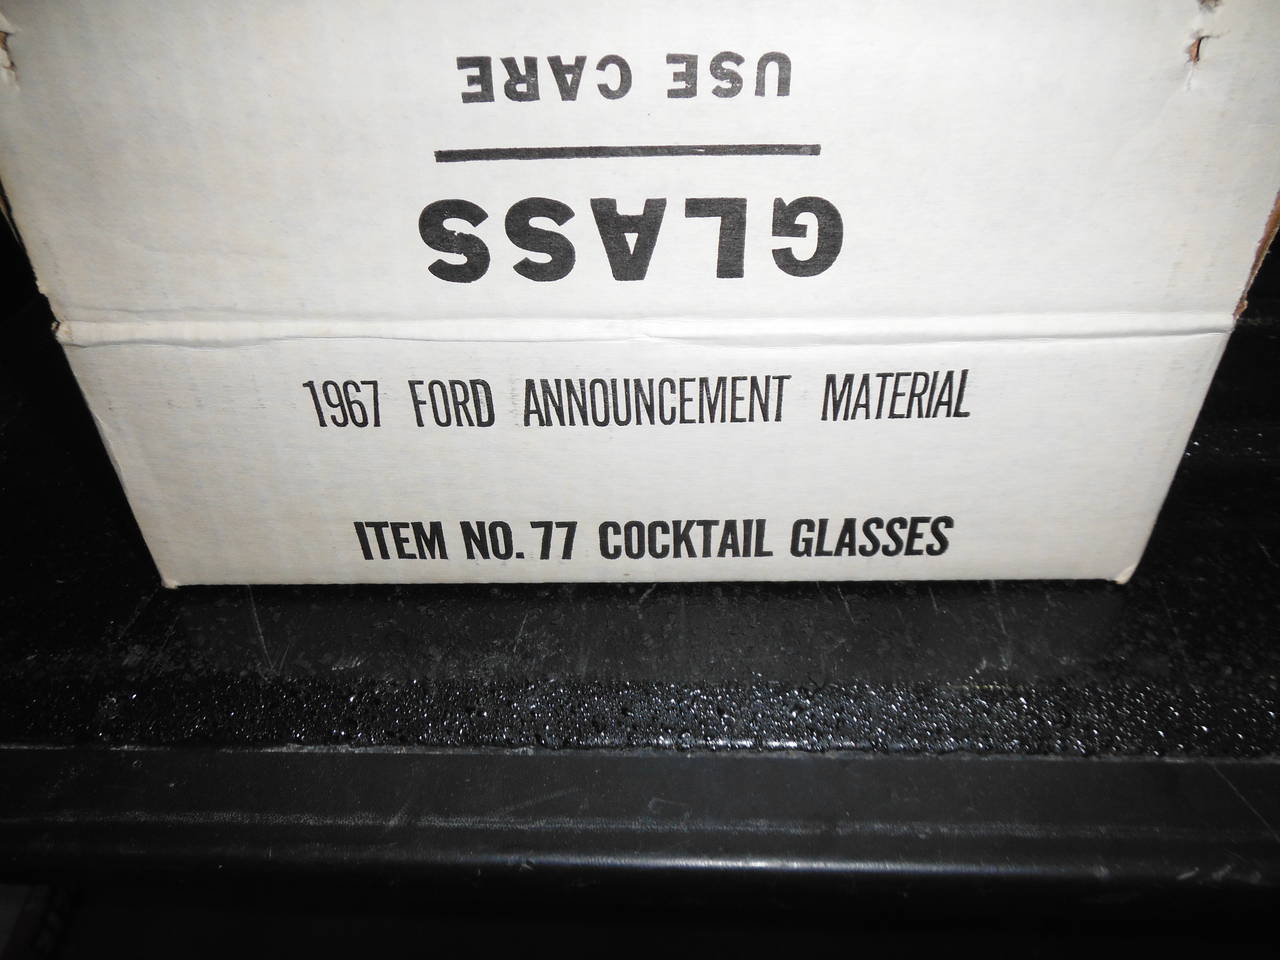 GLASS
USE CARE
1967 FORD ANNOUNCEMENT MATERIAL
ITEM NO. 77 COCKTAIL GLASSES